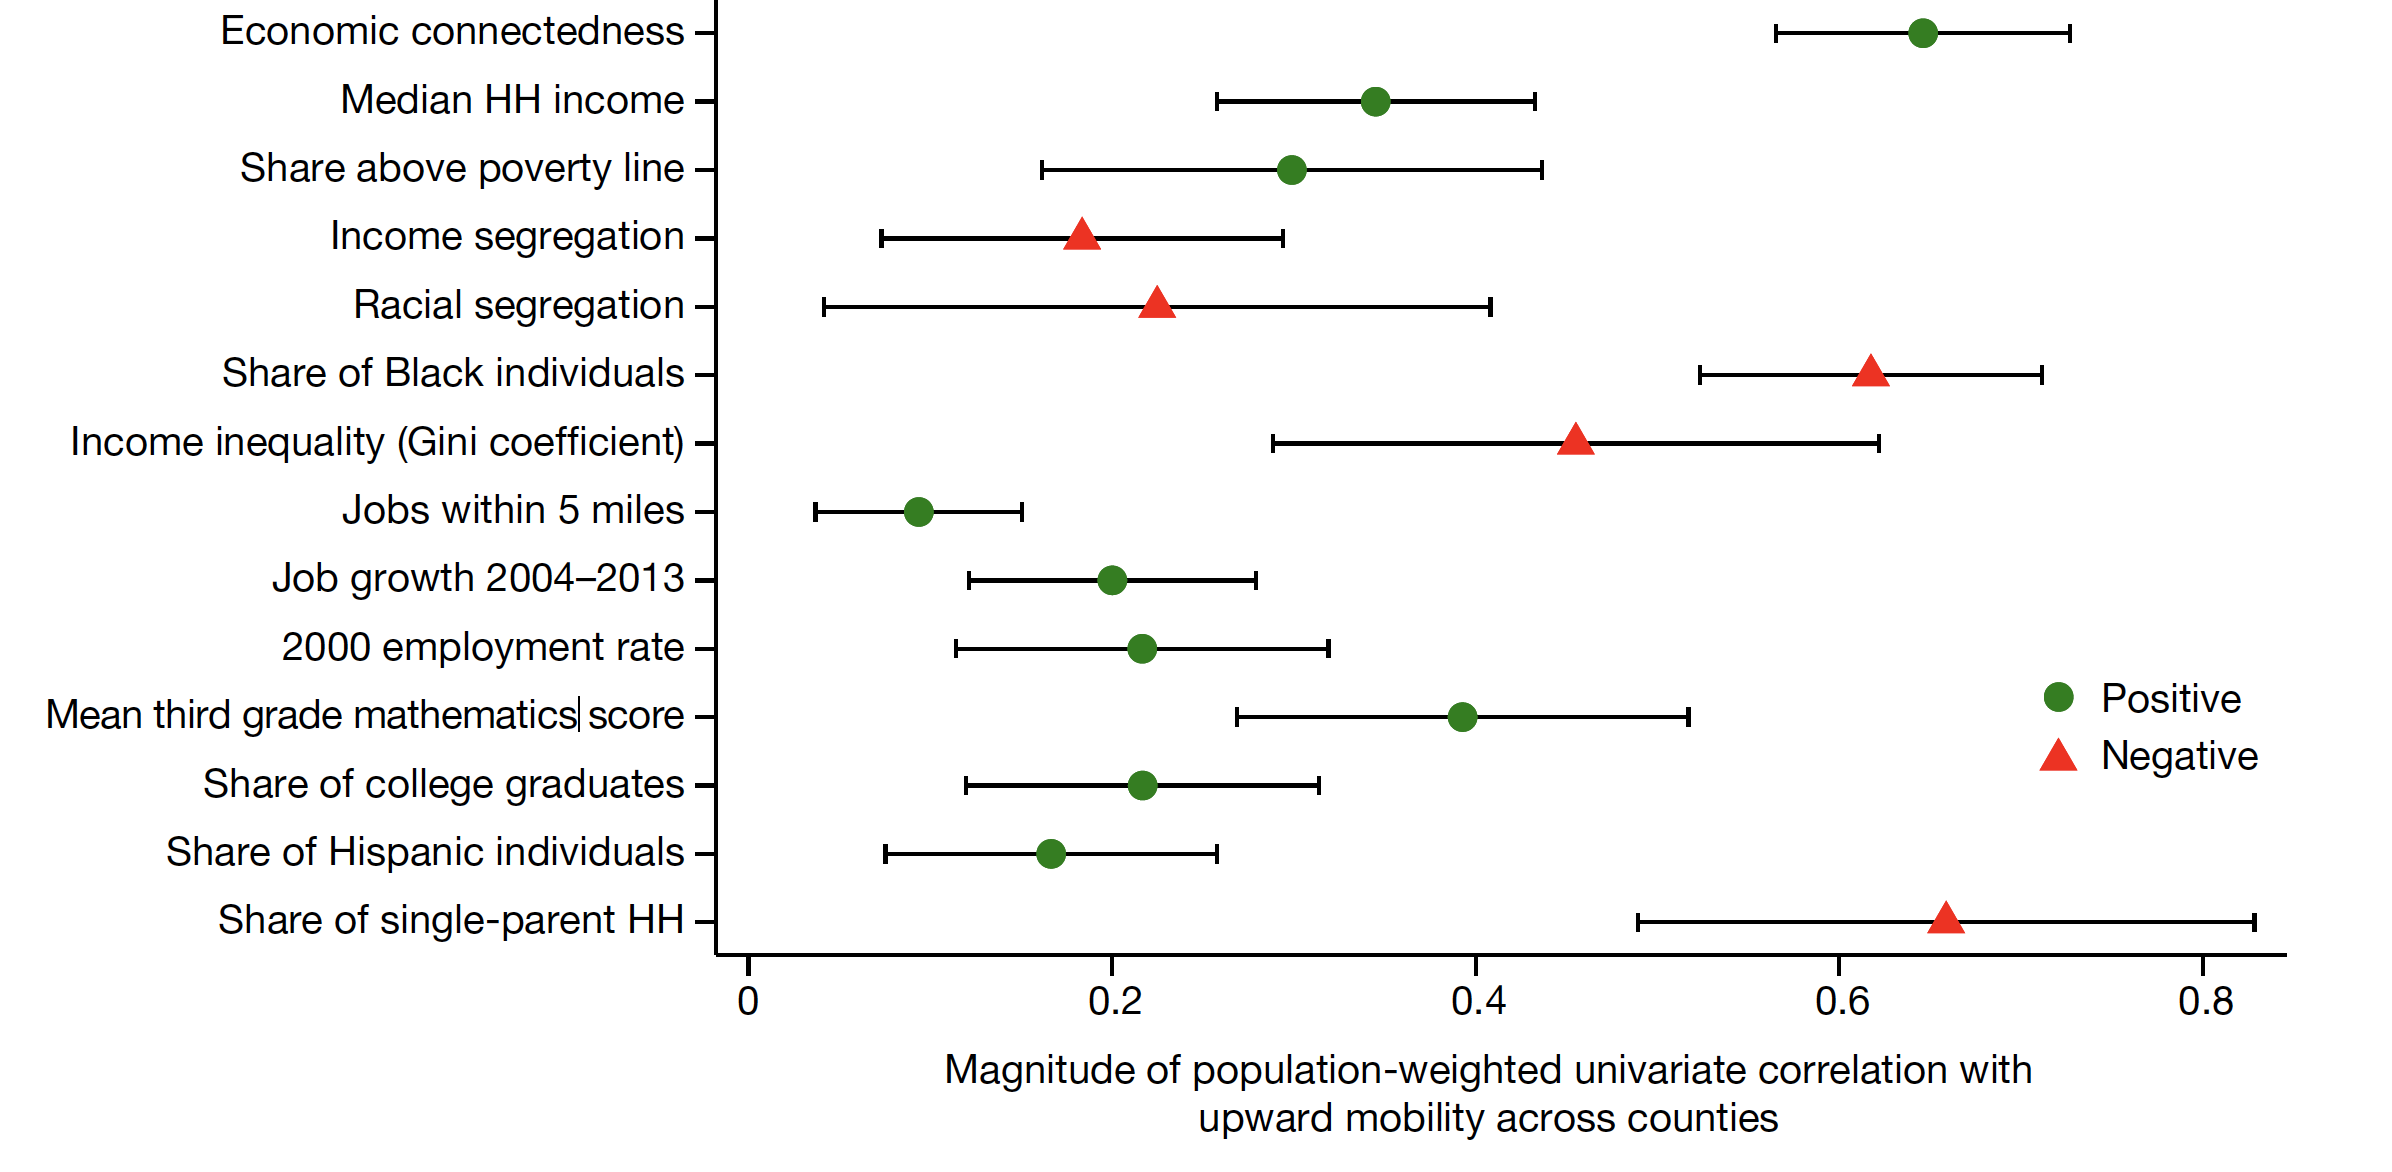 Economic connectedness
Median HH income
Share above poverty line
Income segregation
Racial segregation
Share of Black individuals
Income inequality (Gini coefficient)
Jobs within 5 miles
Job growth 2004–2013
2000 employment rate
Mean third grade mathematics score
Share of college graduates
Share of Hispanic individuals
Share of single-parent HH
Positive
Negative
0 0.2 0.4 0.6 0.8
Magnitude of population-weighted univariate correlation with
upward mobility across counties